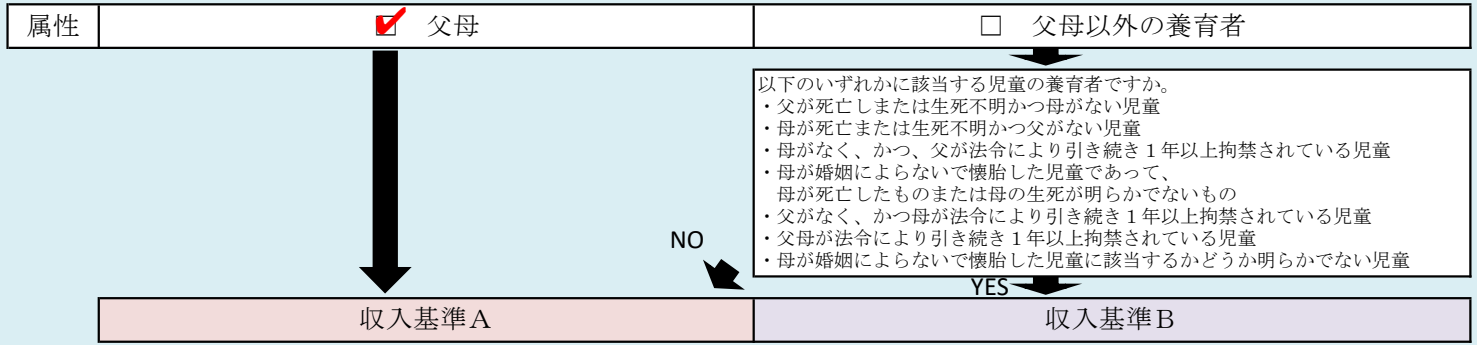 属性 ☑ 父母 □ 父母以外の養育者
以下のいずれかに該当する児童の養育者ですか。
・父が死亡しまたは生死不明かつ母がない児童
・母が死亡または生死不明かつ父がない児童
・母がなく、かつ、父が法令により引き続き１年以上拘禁されている児童
・母が婚姻によらないで懐胎した児童であって、
母が死亡したものまたは母の生死が明らかでないもの
・父がなく、かつ母が法令により引き続き１年以上拘禁されている児童
・父母が法令により引き続き１年以上拘禁されている児童
・母が婚姻によらないで懐胎した児童に該当するかどうか明らかでない児童
NO
YES
収入基準Ａ 収入基準Ｂ